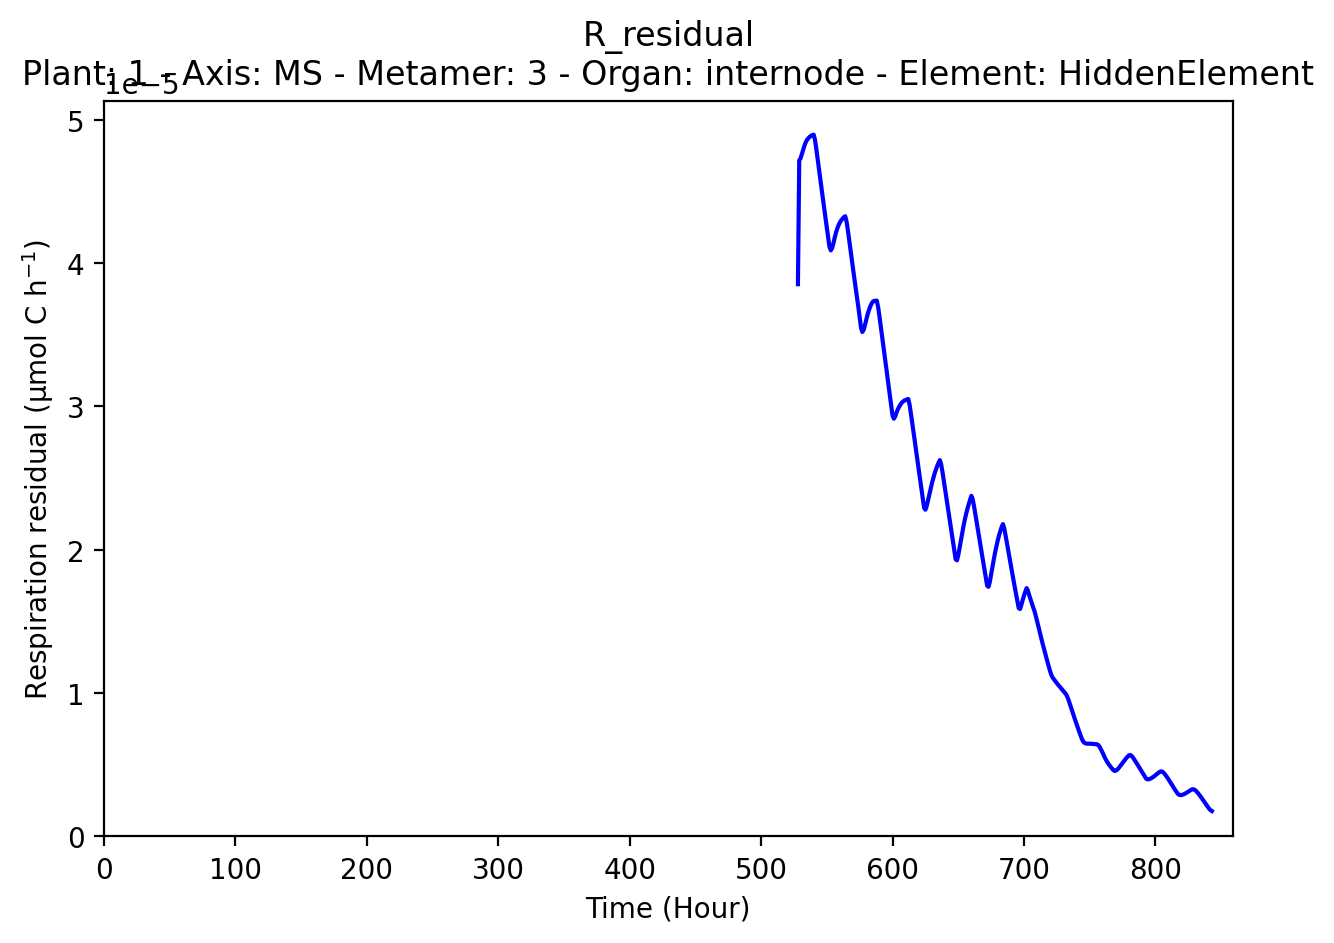 R_residual
Plant: 1 - Axis: MS - Metamer: 3 - Organ: internode - Element: HiddenElement
1e−5
5
4
3
2
1
0
Respiration residual (µmol C h⁻¹)
0 100 200 300 400 500 600 700 800
Time (Hour)